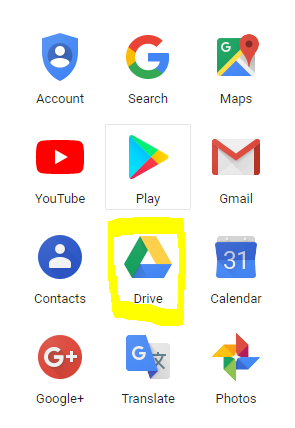 Account Search Maps
YouTube Play Gmail
31
Contacts Drive Calendar
G+ G 文
Google+ Translate Photos